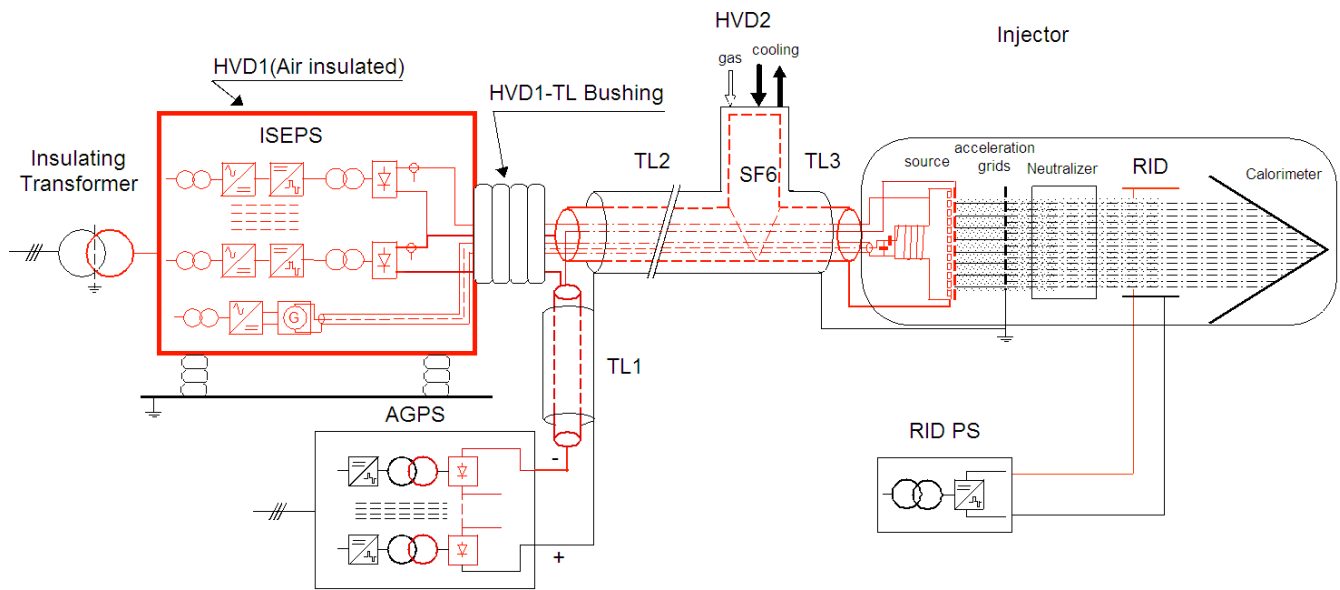 HVD2
Injector
gas
cooling
HVD1(Air insulated)
HVD1-TL Bushing
ISEPS
Insulating
Transformer
TL2
SF6
TL3
source
acceleration
grids
Neutralizer
RID
Calorimeter
G
TL1
AGPS
-
+
RID PS